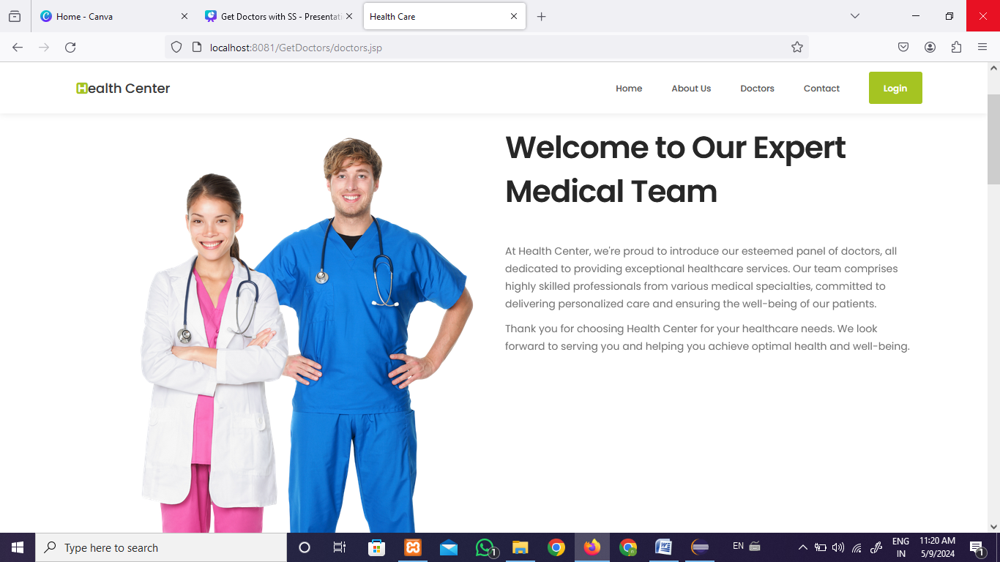 Home - Canva
Get Doctors with SS - Presentati
Health Care
localhost:8081/GetDoctors/doctors.jsp
Health Center
Home
About Us
Doctors
Contact
Login
Welcome to Our Expert
Medical Team
At Health Center, we're proud to introduce our esteemed panel of doctors, all
dedicated to providing exceptional healthcare services. Our team comprises
highly skilled professionals from various medical specialties, committed to
delivering personalized care and ensuring the well-being of our patients.
Thank you for choosing Health Center for your healthcare needs. We look
forward to serving you and helping you achieve optimal health and well-being.
Type here to search
1
EN
ENG
IN
11:20 AM
5/9/2024
1